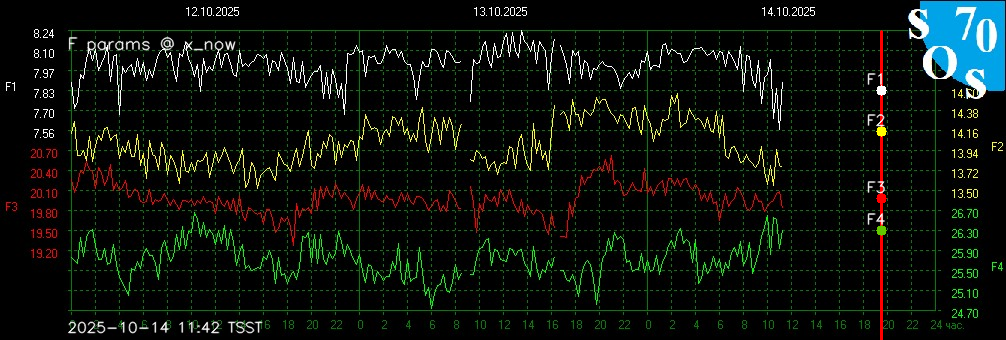 12.10.2025 13.10.2025 14.10.2025
F params @ x_now
F1
8.24
8.10
7.97
7.83
7.70
7.56
F3
20.70
20.40
20.10
19.80
19.50
19.20
F1
F2
F3
F4
S
O
S
70
14.60
14.38
14.16
13.94
13.72
13.50
F2
26.70
26.30
25.90
25.50
25.10
24.70
F4
2025-10-14 11:42 TSST
18 20 22 0 2 4 6 8 10 12 14 16 18 20 22 0 2 4 6 8 10 12 14 16 18 20 22 24 час.